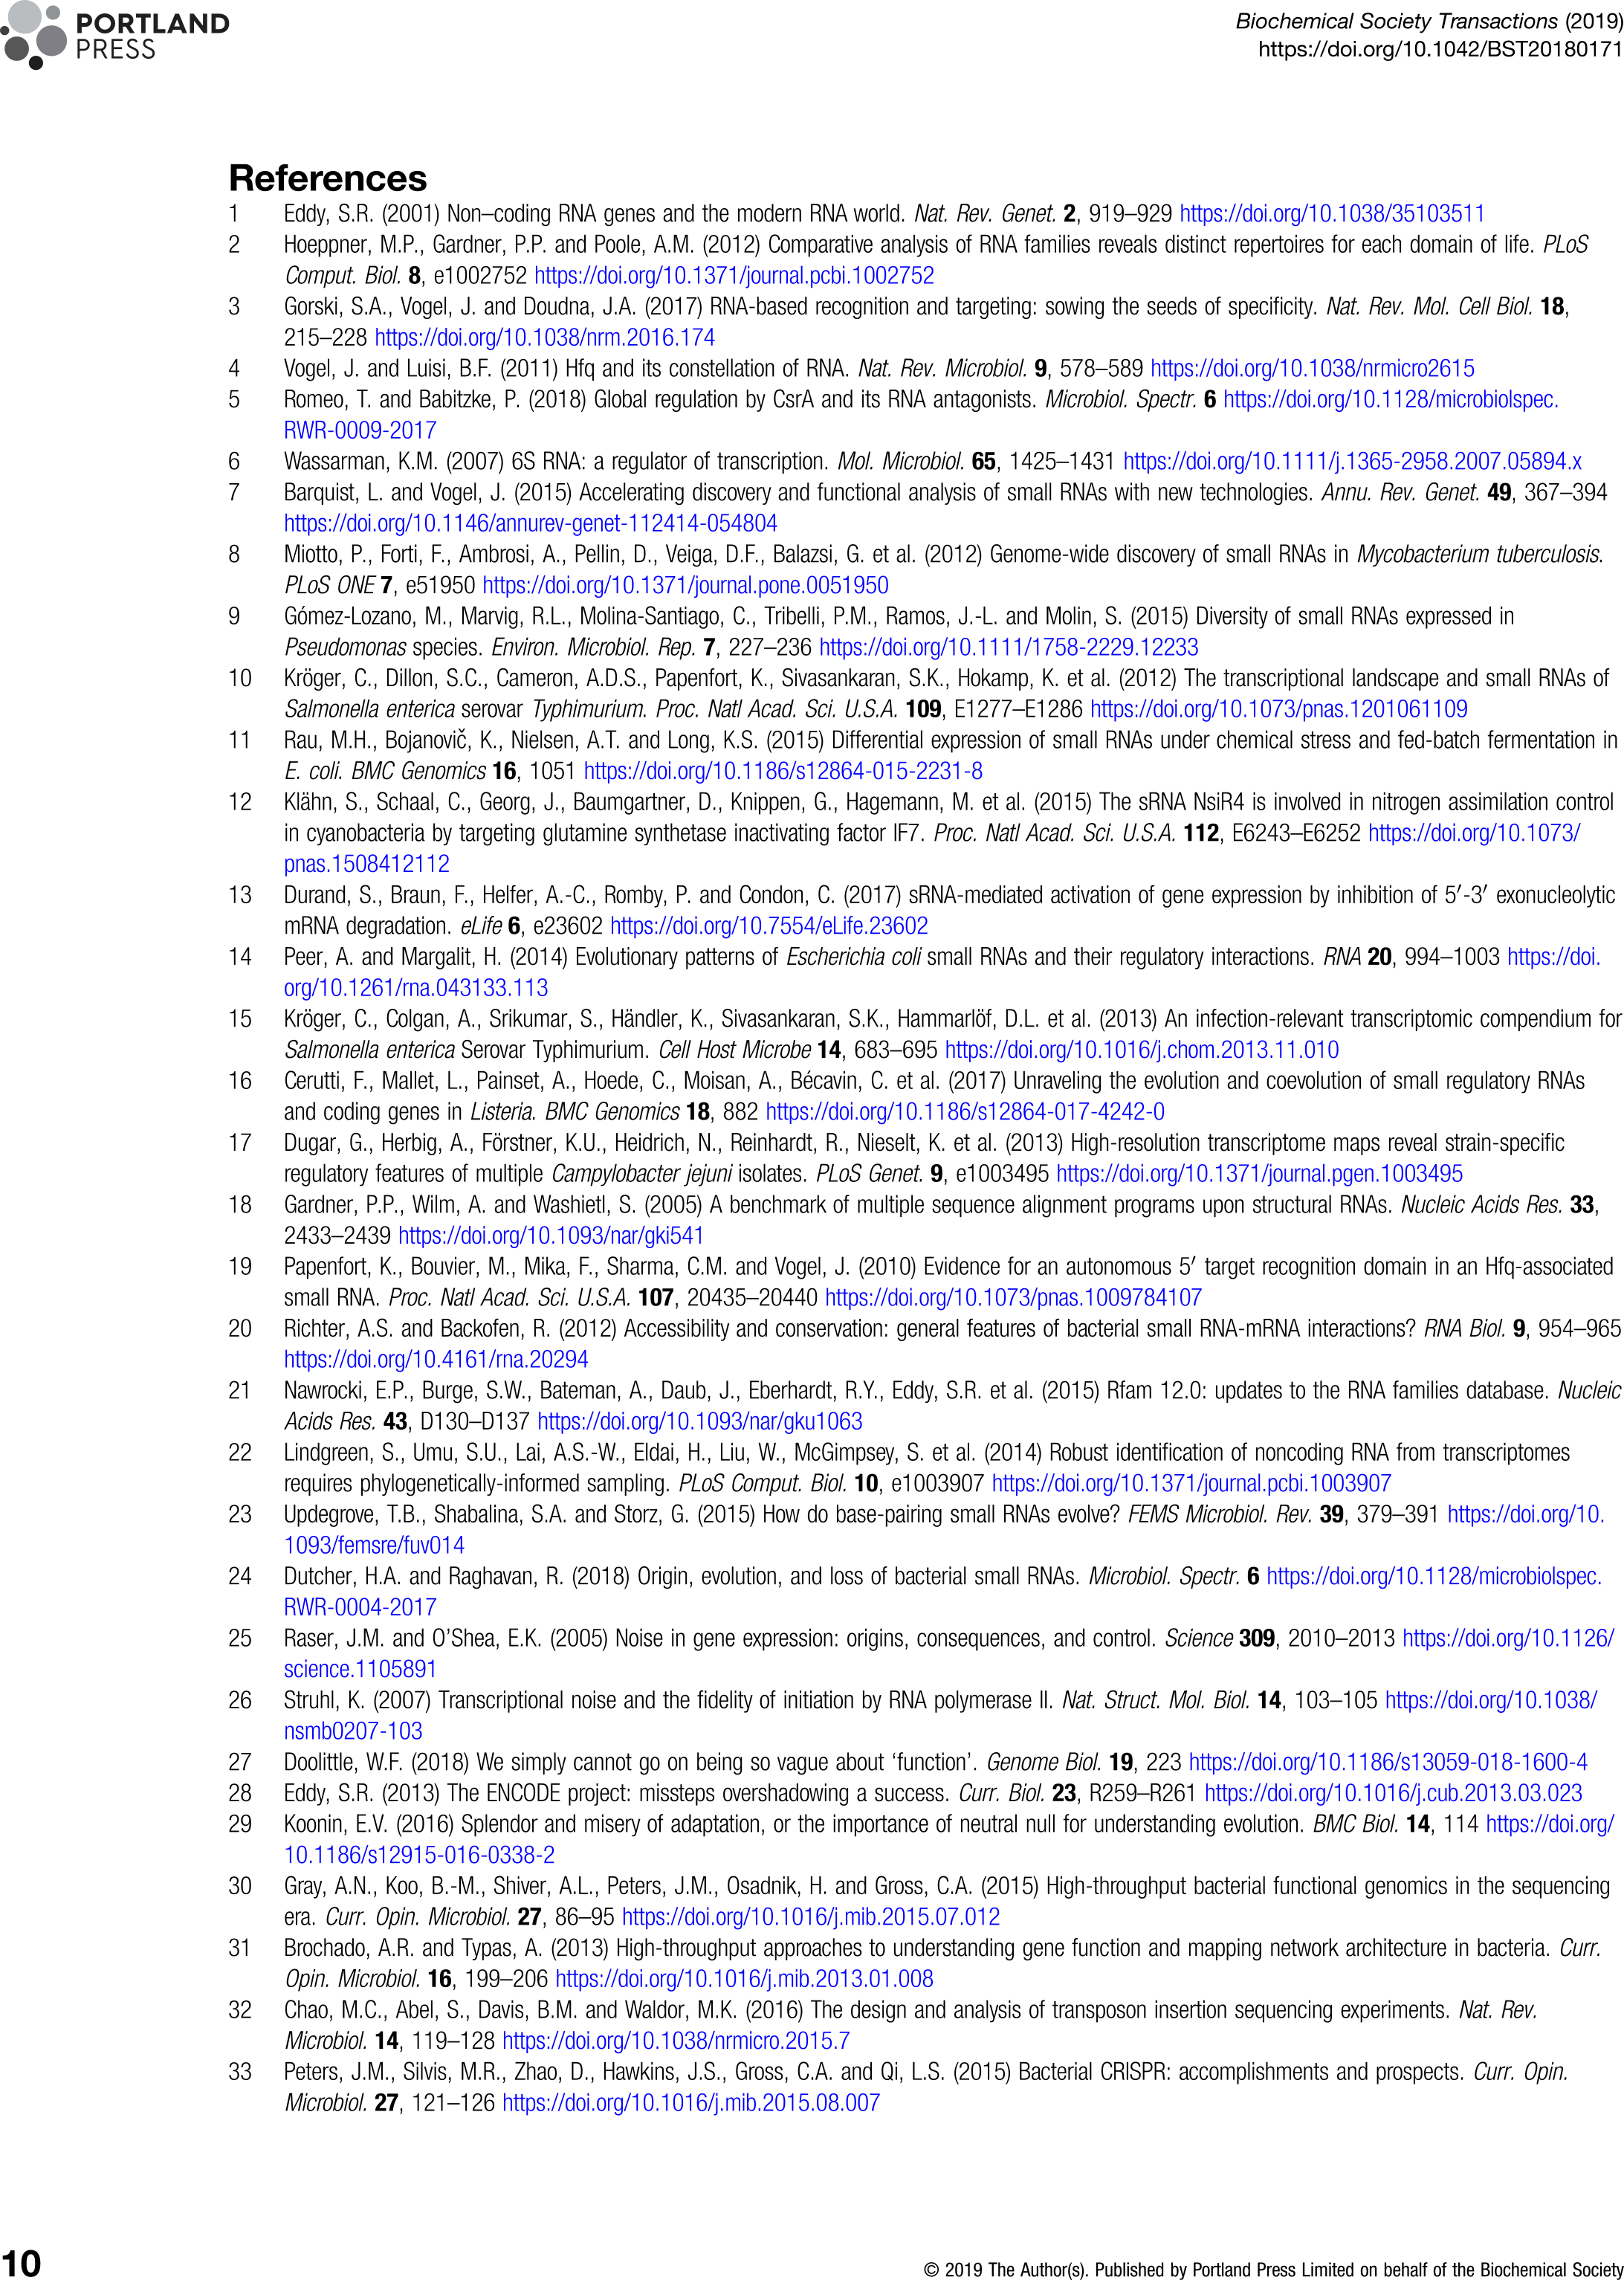 PORTLAND
PRESS
Biochemical Society Transactions (2019)
https://doi.org/10.1042/BST20180171
References
1 Eddy, S.R. (2001) Non–coding RNA genes and the modern RNA world. Nat. Rev. Genet. 2, 919–929 https://doi.org/10.1038/35103511
2 Hoeppner, M.P., Gardner, P.P. and Poole, A.M. (2012) Comparative analysis of RNA families reveals distinct repertoires for each domain of life. PLoS
Comput. Biol. 8, e1002752 https://doi.org/10.1371/journal.pcbi.1002752
3 Gorski, S.A., Vogel, J. and Doudna, J.A. (2017) RNA-based recognition and targeting: sowing the seeds of specificity. Nat. Rev. Mol. Cell Biol. 18,
215–228 https://doi.org/10.1038/nrm.2016.174
4 Vogel, J. and Luisi, B.F. (2011) Hfq and its constellation of RNA. Nat. Rev. Microbiol. 9, 578–589 https://doi.org/10.1038/nrmicro2615
5 Romeo, T. and Babitzke, P. (2018) Global regulation by CsrA and its RNA antagonists. Microbiol. Spectr. 6 https://doi.org/10.1128/microbiolspec.
RWR-0009-2017
6 Wassarman, K.M. (2007) 6S RNA: a regulator of transcription. Mol. Microbiol. 65, 1425–1431 https://doi.org/10.1111/j.1365-2958.2007.05894.x
7 Barquist, L. and Vogel, J. (2015) Accelerating discovery and functional analysis of small RNAs with new technologies. Annu. Rev. Genet. 49, 367–394
https://doi.org/10.1146/annurev-genet-112414-054804
8 Miotto, P., Forti, F., Ambrosi, A., Pellin, D., Veiga, D.F., Balazsi, G. et al. (2012) Genome-wide discovery of small RNAs in Mycobacterium tuberculosis.
PLoS ONE 7, e51950 https://doi.org/10.1371/journal.pone.0051950
9 Gómez-Lozano, M., Marvig, R.L., Molina-Santiago, C., Tribelli, P.M., Ramos, J.-L. and Molin, S. (2015) Diversity of small RNAs expressed in
Pseudomonas species. Environ. Microbiol. Rep. 7, 227–236 https://doi.org/10.1111/1758-2229.12233
10 Kröger, C., Dillon, S.C., Cameron, A.D.S., Papenfort, K., Sivasankaran, S.K., Hokamp, K. et al. (2012) The transcriptional landscape and small RNAs of
Salmonella enterica serovar Typhimurium. Proc. Natl Acad. Sci. U.S.A. 109, E1277–E1286 https://doi.org/10.1073/pnas.1201061109
11 Rau, M.H., Bojanovič, K., Nielsen, A.T. and Long, K.S. (2015) Differential expression of small RNAs under chemical stress and fed-batch fermentation in
E. coli. BMC Genomics 16, 1051 https://doi.org/10.1186/s12864-015-2231-8
12 Klähn, S., Schaal, C., Georg, J., Baumgartner, D., Knippen, G., Hagemann, M. et al. (2015) The sRNA NsiR4 is involved in nitrogen assimilation control
in cyanobacteria by targeting glutamine synthetase inactivating factor IF7. Proc. Natl Acad. Sci. U.S.A. 112, E6243–E6252 https://doi.org/10.1073/
pnas.1508412112
13 Durand, S., Braun, F., Helfer, A.-C., Romby, P. and Condon, C. (2017) sRNA-mediated activation of gene expression by inhibition of 5′-3′ exonucleolytic
mRNA degradation. eLife 6, e23602 https://doi.org/10.7554/eLife.23602
14 Peer, A. and Margalit, H. (2014) Evolutionary patterns of Escherichia coli small RNAs and their regulatory interactions. RNA 20, 994–1003 https://doi.
org/10.1261/rna.043133.113
15 Kröger, C., Colgan, A., Srikumar, S., Händler, K., Sivasankaran, S.K., Hammarlöf, D.L. et al. (2013) An infection-relevant transcriptomic compendium for
Salmonella enterica Serovar Typhimurium. Cell Host Microbe 14, 683–695 https://doi.org/10.1016/j.chom.2013.11.010
16 Cerutti, F., Mallet, L., Painset, A., Hoede, C., Moisan, A., Bécavin, C. et al. (2017) Unraveling the evolution and coevolution of small regulatory RNAs
and coding genes in Listeria. BMC Genomics 18, 882 https://doi.org/10.1186/s12864-017-4242-0
17 Dugar, G., Herbig, A., Förstner, K.U., Heidrich, N., Reinhardt, R., Nieselt, K. et al. (2013) High-resolution transcriptome maps reveal strain-specific
regulatory features of multiple Campylobacter jejuni isolates. PLoS Genet. 9, e1003495 https://doi.org/10.1371/journal.pgen.1003495
18 Gardner, P.P., Wilm, A. and Washietl, S. (2005) A benchmark of multiple sequence alignment programs upon structural RNAs. Nucleic Acids Res. 33,
2433–2439 https://doi.org/10.1093/nar/gki541
19 Papenfort, K., Bouvier, M., Mika, F., Sharma, C.M. and Vogel, J. (2010) Evidence for an autonomous 5′ target recognition domain in an Hfq-associated
small RNA. Proc. Natl Acad. Sci. U.S.A. 107, 20435–20440 https://doi.org/10.1073/pnas.1009784107
20 Richter, A.S. and Backofen, R. (2012) Accessibility and conservation: general features of bacterial small RNA-mRNA interactions? RNA Biol. 9, 954–965
https://doi.org/10.4161/rna.20294
21 Nawrocki, E.P., Burge, S.W., Bateman, A., Daub, J., Eberhardt, R.Y., Eddy, S.R. et al. (2015) Rfam 12.0: updates to the RNA families database. Nucleic
Acids Res. 43, D130–D137 https://doi.org/10.1093/nar/gku1063
22 Lindgreen, S., Umu, S.U., Lai, A.S.-W., Eldai, H., Liu, W., McGimpsey, S. et al. (2014) Robust identification of noncoding RNA from transcriptomes
requires phylogenetically-informed sampling. PLoS Comput. Biol. 10, e1003907 https://doi.org/10.1371/journal.pcbi.1003907
23 Updegrove, T.B., Shabalina, S.A. and Storz, G. (2015) How do base-pairing small RNAs evolve? FEMS Microbiol. Rev. 39, 379–391 https://doi.org/10.
1093/femsre/fuv014
24 Dutcher, H.A. and Raghavan, R. (2018) Origin, evolution, and loss of bacterial small RNAs. Microbiol. Spectr. 6 https://doi.org/10.1128/microbiolspec.
RWR-0004-2017
25 Raser, J.M. and O’Shea, E.K. (2005) Noise in gene expression: origins, consequences, and control. Science 309, 2010–2013 https://doi.org/10.1126/
science.1105891
26 Struhl, K. (2007) Transcriptional noise and the fidelity of initiation by RNA polymerase II. Nat. Struct. Mol. Biol. 14, 103–105 https://doi.org/10.1038/
nsmb0207-103
27 Doolittle, W.F. (2018) We simply cannot go on being so vague about ‘function’. Genome Biol. 19, 223 https://doi.org/10.1186/s13059-018-1600-4
28 Eddy, S.R. (2013) The ENCODE project: missteps overshadowing a success. Curr. Biol. 23, R259–R261 https://doi.org/10.1016/j.cub.2013.03.023
29 Koonin, E.V. (2016) Splendor and misery of adaptation, or the importance of neutral null for understanding evolution. BMC Biol. 14, 114 https://doi.org/
10.1186/s12915-016-0338-2
30 Gray, A.N., Koo, B.-M., Shiver, A.L., Peters, J.M., Osadnik, H. and Gross, C.A. (2015) High-throughput bacterial functional genomics in the sequencing
era. Curr. Opin. Microbiol. 27, 86–95 https://doi.org/10.1016/j.mib.2015.07.012
31 Brochado, A.R. and Typas, A. (2013) High-throughput approaches to understanding gene function and mapping network architecture in bacteria. Curr.
Opin. Microbiol. 16, 199–206 https://doi.org/10.1016/j.mib.2013.01.008
32 Chao, M.C., Abel, S., Davis, B.M. and Waldor, M.K. (2016) The design and analysis of transposon insertion sequencing experiments. Nat. Rev.
Microbiol. 14, 119–128 https://doi.org/10.1038/nrmicro.2015.7
33 Peters, J.M., Silvis, M.R., Zhao, D., Hawkins, J.S., Gross, C.A. and Qi, L.S. (2015) Bacterial CRISPR: accomplishments and prospects. Curr. Opin.
Microbiol. 27, 121–126 https://doi.org/10.1016/j.mib.2015.08.007
10
© 2019 The Author(s). Published by Portland Press Limited on behalf of the Biochemical Society